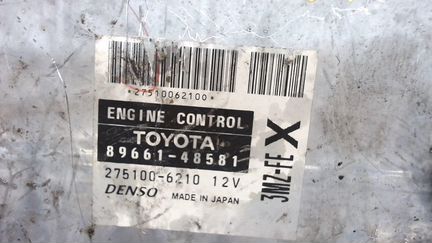 *27510062100*
ENGINE CONTROL
TOYOTA
89661-48581
275100-6210 12V
DENSO MADE IN JAPAN
3MZ-FE X